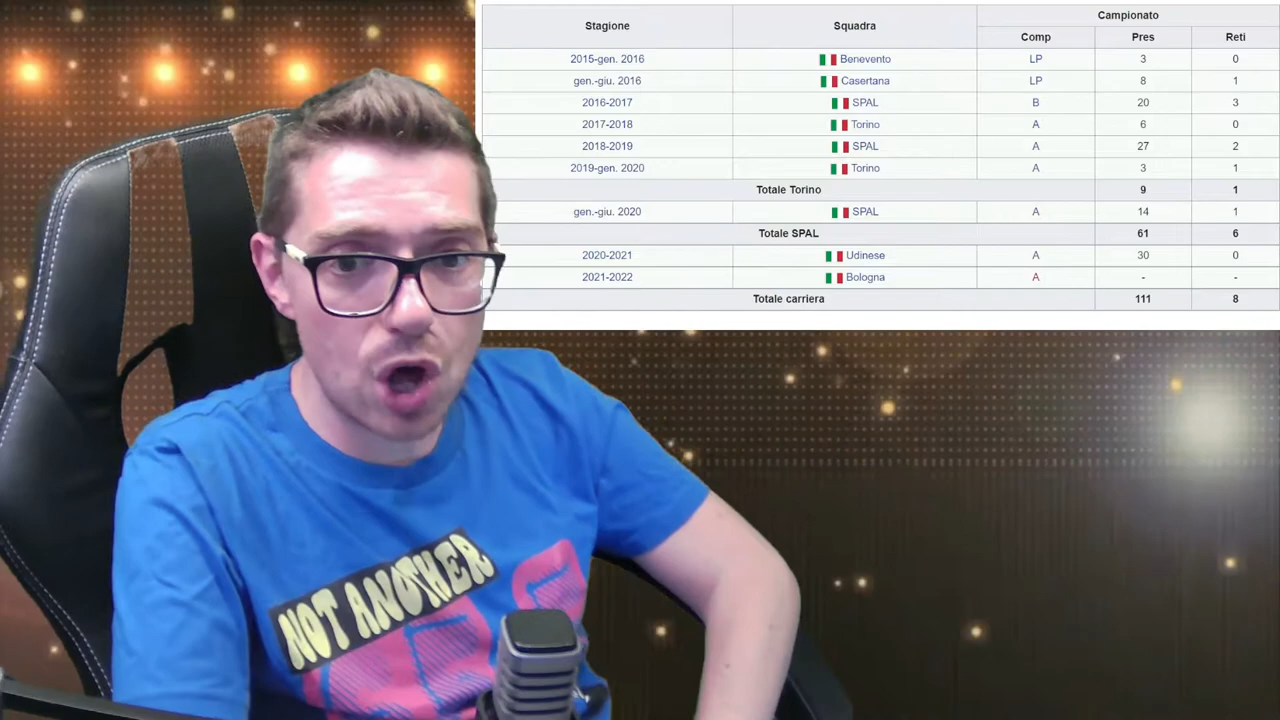 Stagione Squadra Campionato
Comp Pres Reti
2015-gen. 2016 Benevento LP 3 0
gen.-giu. 2016 Casertana LP 8 1
2016-2017 SPAL B 20 3
2017-2018 Torino A 6 0
2018-2019 SPAL A 27 2
2019-gen. 2020 Torino A 3 1
Totale Torino 9 1
gen.-giu. 2020 SPAL A 14 1
Totale SPAL 61 6
2020-2021 Udinese A 30 0
2021-2022 Bologna A - -
Totale carriera 111 8
NOT ANOTHER